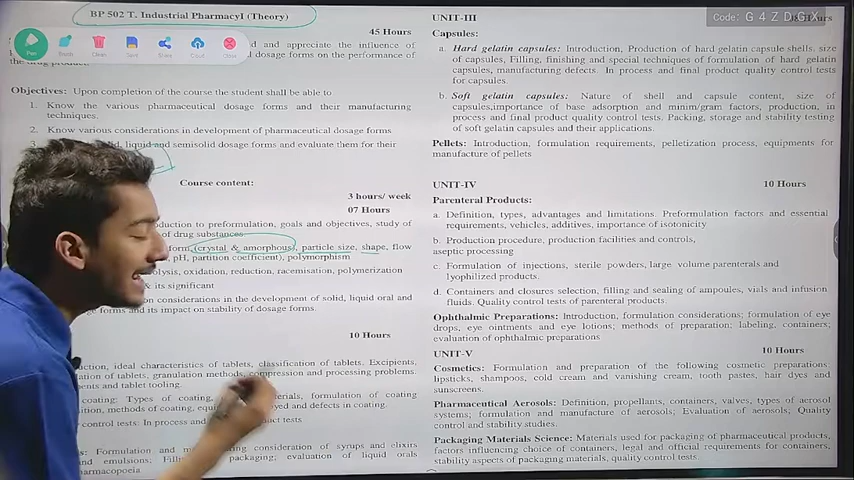 BP 502 T. Industrial PharmacyI (Theory)
45 Hours
d and appreciate the influence of
l dosage forms on the performance of
the drug product.
Objectives: Upon completion of the course the student shall be able to
1. Know the various pharmaceutical dosage forms and their manufacturing
techniques.
2. Know various considerations in development of pharmaceutical dosage forms
3. liquid and semisolid dosage forms and evaluate them for their
Course content:
3 hours/ week
07 Hours
oduction to preformulation, goals and objectives, study of
of drug substances.
form (crystal & amorphous), particle size, shape, flow
, pH, partition coefficient), polymorphism
olysis, oxidation, reduction, racemisation, polymerization
& its significant
on considerations in the development of solid, liquid oral and
ge forms and its impact on stability of dosage forms.
10 Hours
uction, ideal characteristics of tablets, classification of tablets. Excipients,
lation of tablets, granulation methods, compression and processing problems.
ents and tablet tooling.
coating: Types of coating, erials, formulation of coating
ition, methods of coating, equ yed and defects in coating.
control tests: In process and uct tests
s: Formulation and m consideration of syrups and elixirs
and emulsions; Fill packaging; evaluation of liquid orals
armacopoeia
Pen
Save
Share
Close
Code: G 4 Z D G X
Hours
UNIT-III
Capsules:
a. Hard gelatin capsules: Introduction, Production of hard gelatin capsule shells, size
of capsules, Filling, finishing and special techniques of formulation of hard gelatin
capsules, manufacturing defects. In process and final product quality control tests
for capsules.
b. Soft gelatin capsules: Nature of shell and capsule content, size of
capsules,importance of base adsorption and minim/gram factors, production, in
process and final product quality control tests. Packing, storage and stability testing
of soft gelatin capsules and their applications.
Pellets: Introduction, formulation requirements, pelletization process, equipments for
manufacture of pellets
UNIT-IV 10 Hours
Parenteral Products:
a. Definition, types, advantages and limitations. Preformulation factors and essential
requirements, vehicles, additives, importance of isotonicity
b. Production procedure, production facilities and controls,
aseptic processing
c. Formulation of injections, sterile powders, large volume parenterals and
lyophilized products.
d. Containers and closures selection, filling and sealing of ampoules, vials and infusion
fluids. Quality control tests of parenteral products.
Ophthalmic Preparations: Introduction, formulation considerations; formulation of eye
drops, eye ointments and eye lotions; methods of preparation; labeling, containers;
evaluation of ophthalmic preparations
UNIT-V 10 Hours
Cosmetics: Formulation and preparation of the following cosmetic preparations:
lipsticks, shampoos, cold cream and vanishing cream, tooth pastes, hair dyes and
sunscreens.
Pharmaceutical Aerosols: Definition, propellants, containers, valves, types of aerosol
systems; formulation and manufacture of aerosols; Evaluation of aerosols; Quality
control and stability studies.
Packaging Materials Science: Materials used for packaging of pharmaceutical products,
factors influencing choice of containers, legal and official requirements for containers,
stability aspects of packaging materials, quality control tests.